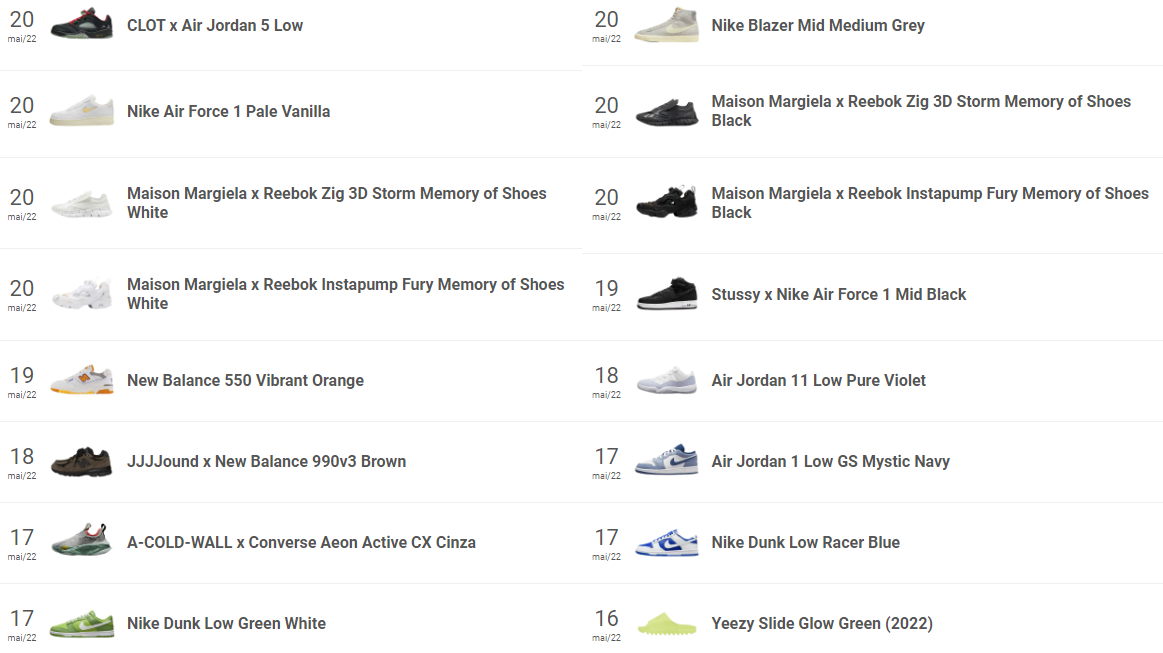 20
mai/22
CLOT x Air Jordan 5 Low
20
mai/22
Nike Blazer Mid Medium Grey
20
mai/22
Nike Air Force 1 Pale Vanilla
20
mai/22
Maison Margiela x Reebok Zig 3D Storm Memory of Shoes
Black
20
mai/22
Maison Margiela x Reebok Zig 3D Storm Memory of Shoes
White
20
mai/22
Maison Margiela x Reebok Instapump Fury Memory of Shoes
Black
20
mai/22
Maison Margiela x Reebok Instapump Fury Memory of Shoes
White
19
mai/22
Stussy x Nike Air Force 1 Mid Black
19
mai/22
New Balance 550 Vibrant Orange
18
mai/22
Air Jordan 11 Low Pure Violet
18
mai/22
JJJJound x New Balance 990v3 Brown
17
mai/22
Air Jordan 1 Low GS Mystic Navy
17
mai/22
A-COLD-WALL x Converse Aeon Active CX Cinza
17
mai/22
Nike Dunk Low Racer Blue
17
mai/22
Nike Dunk Low Green White
16
mai/22
Yeezy Slide Glow Green (2022)